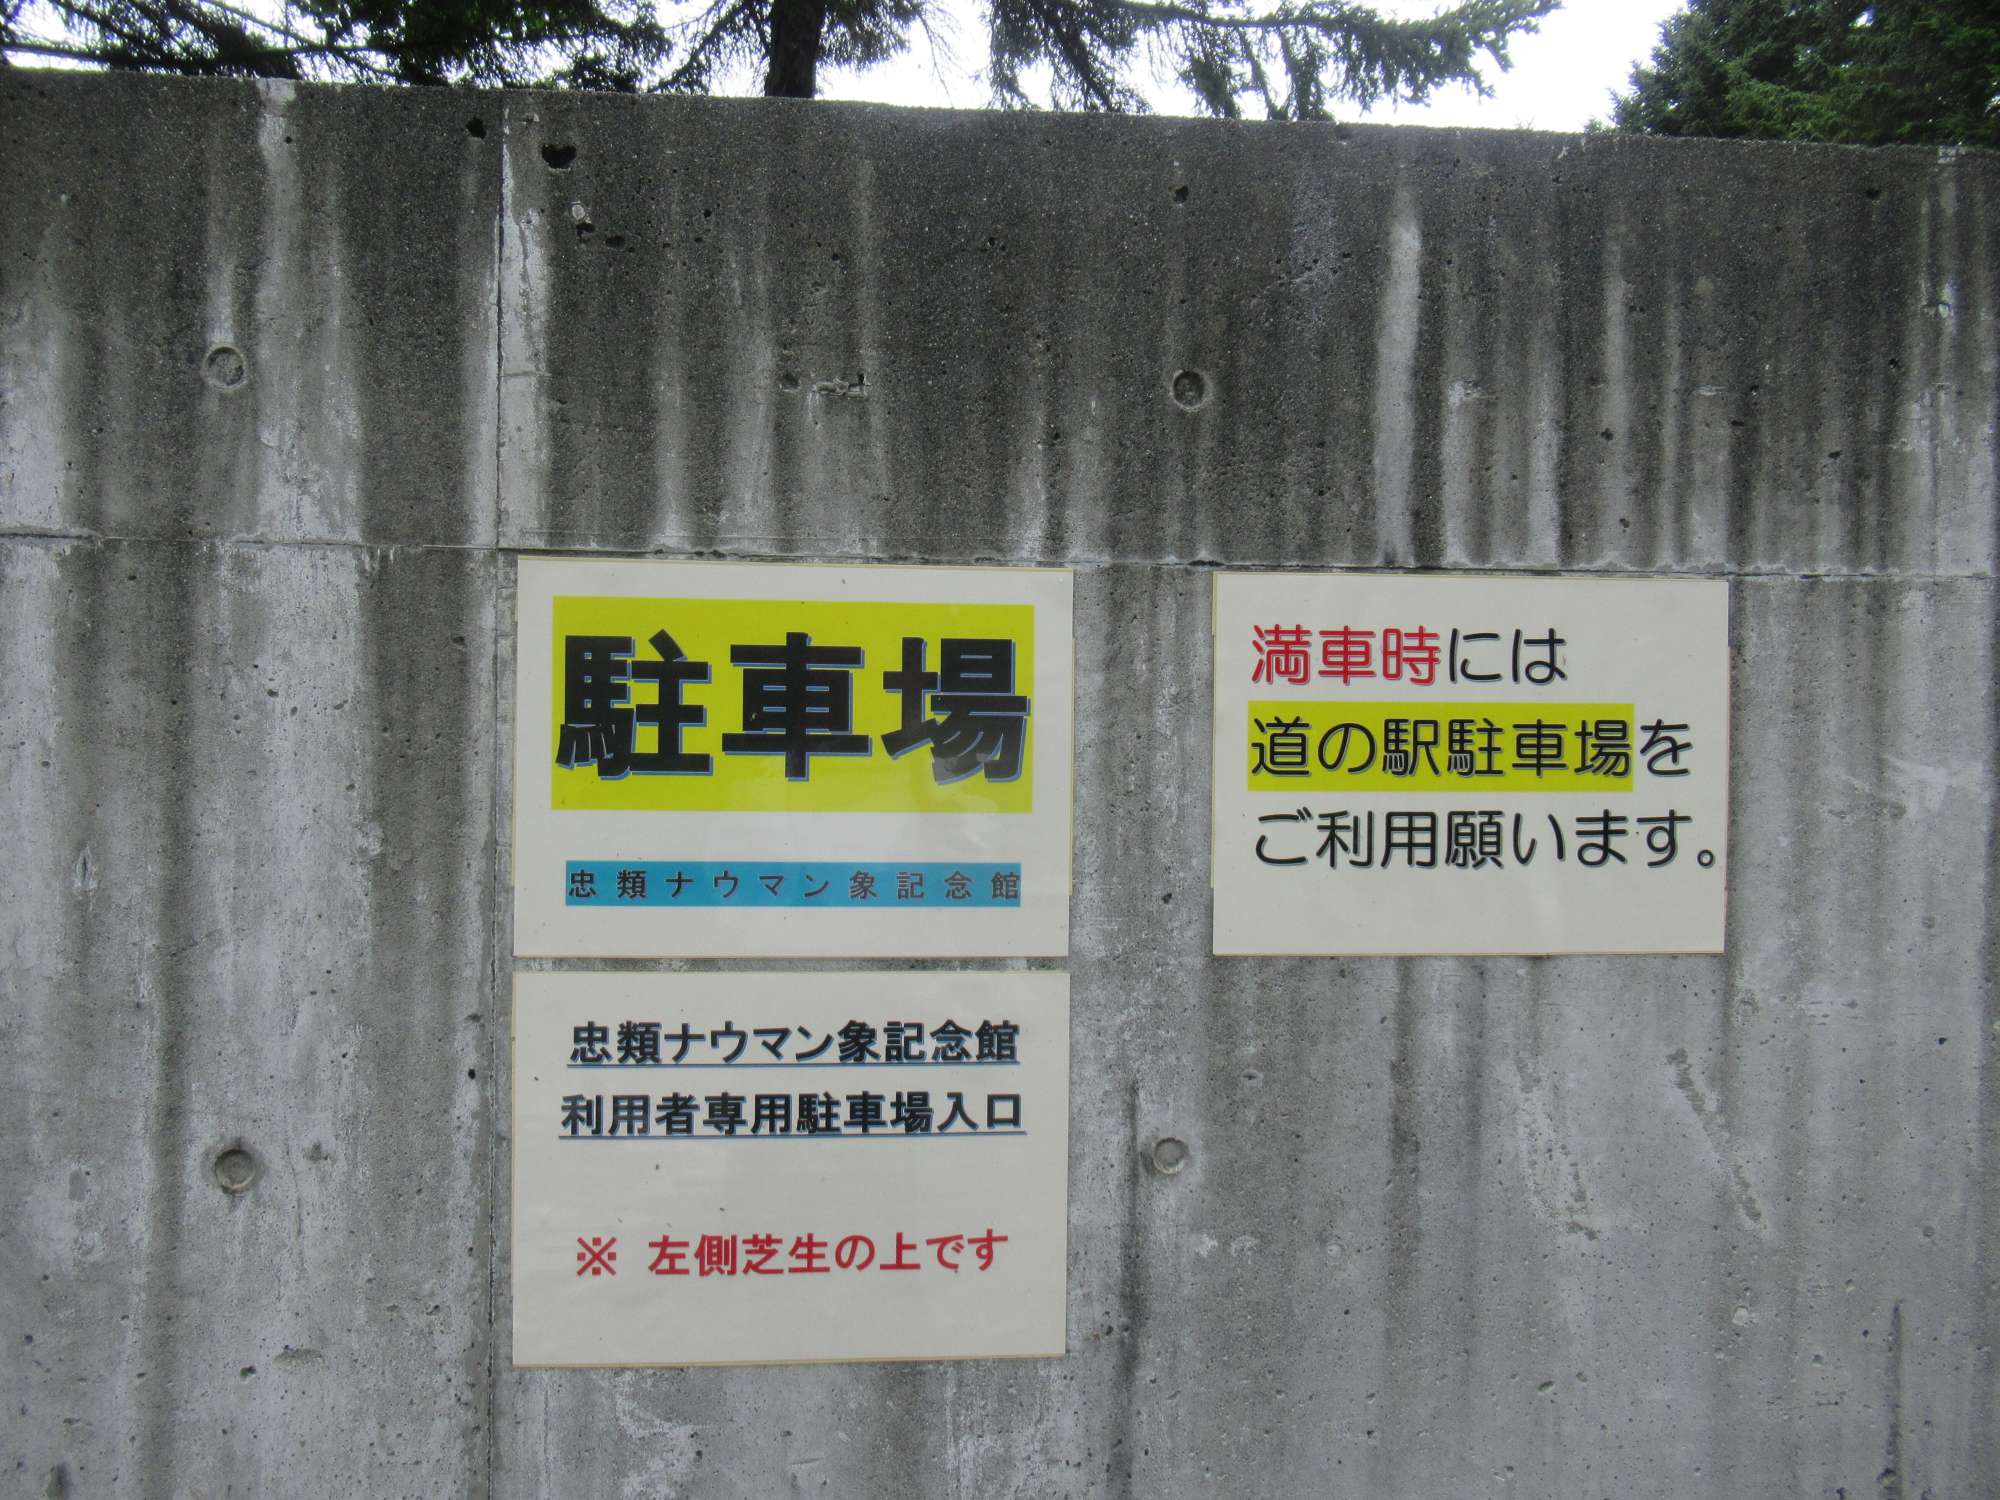 駐車場
忠類ナウマン象記念館
忠類ナウマン象記念館
利用者専用駐車場入口
※ 左側芝生の上です
満車時には
道の駅駐車場を
ご利用願います。